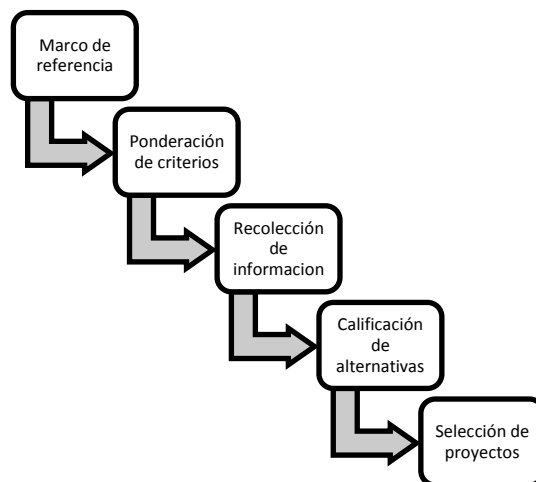 Marco de
referencia
Ponderación
de criterios
Recolección
de
informacion
Calificación
de
alternativas
Selección de
proyectos